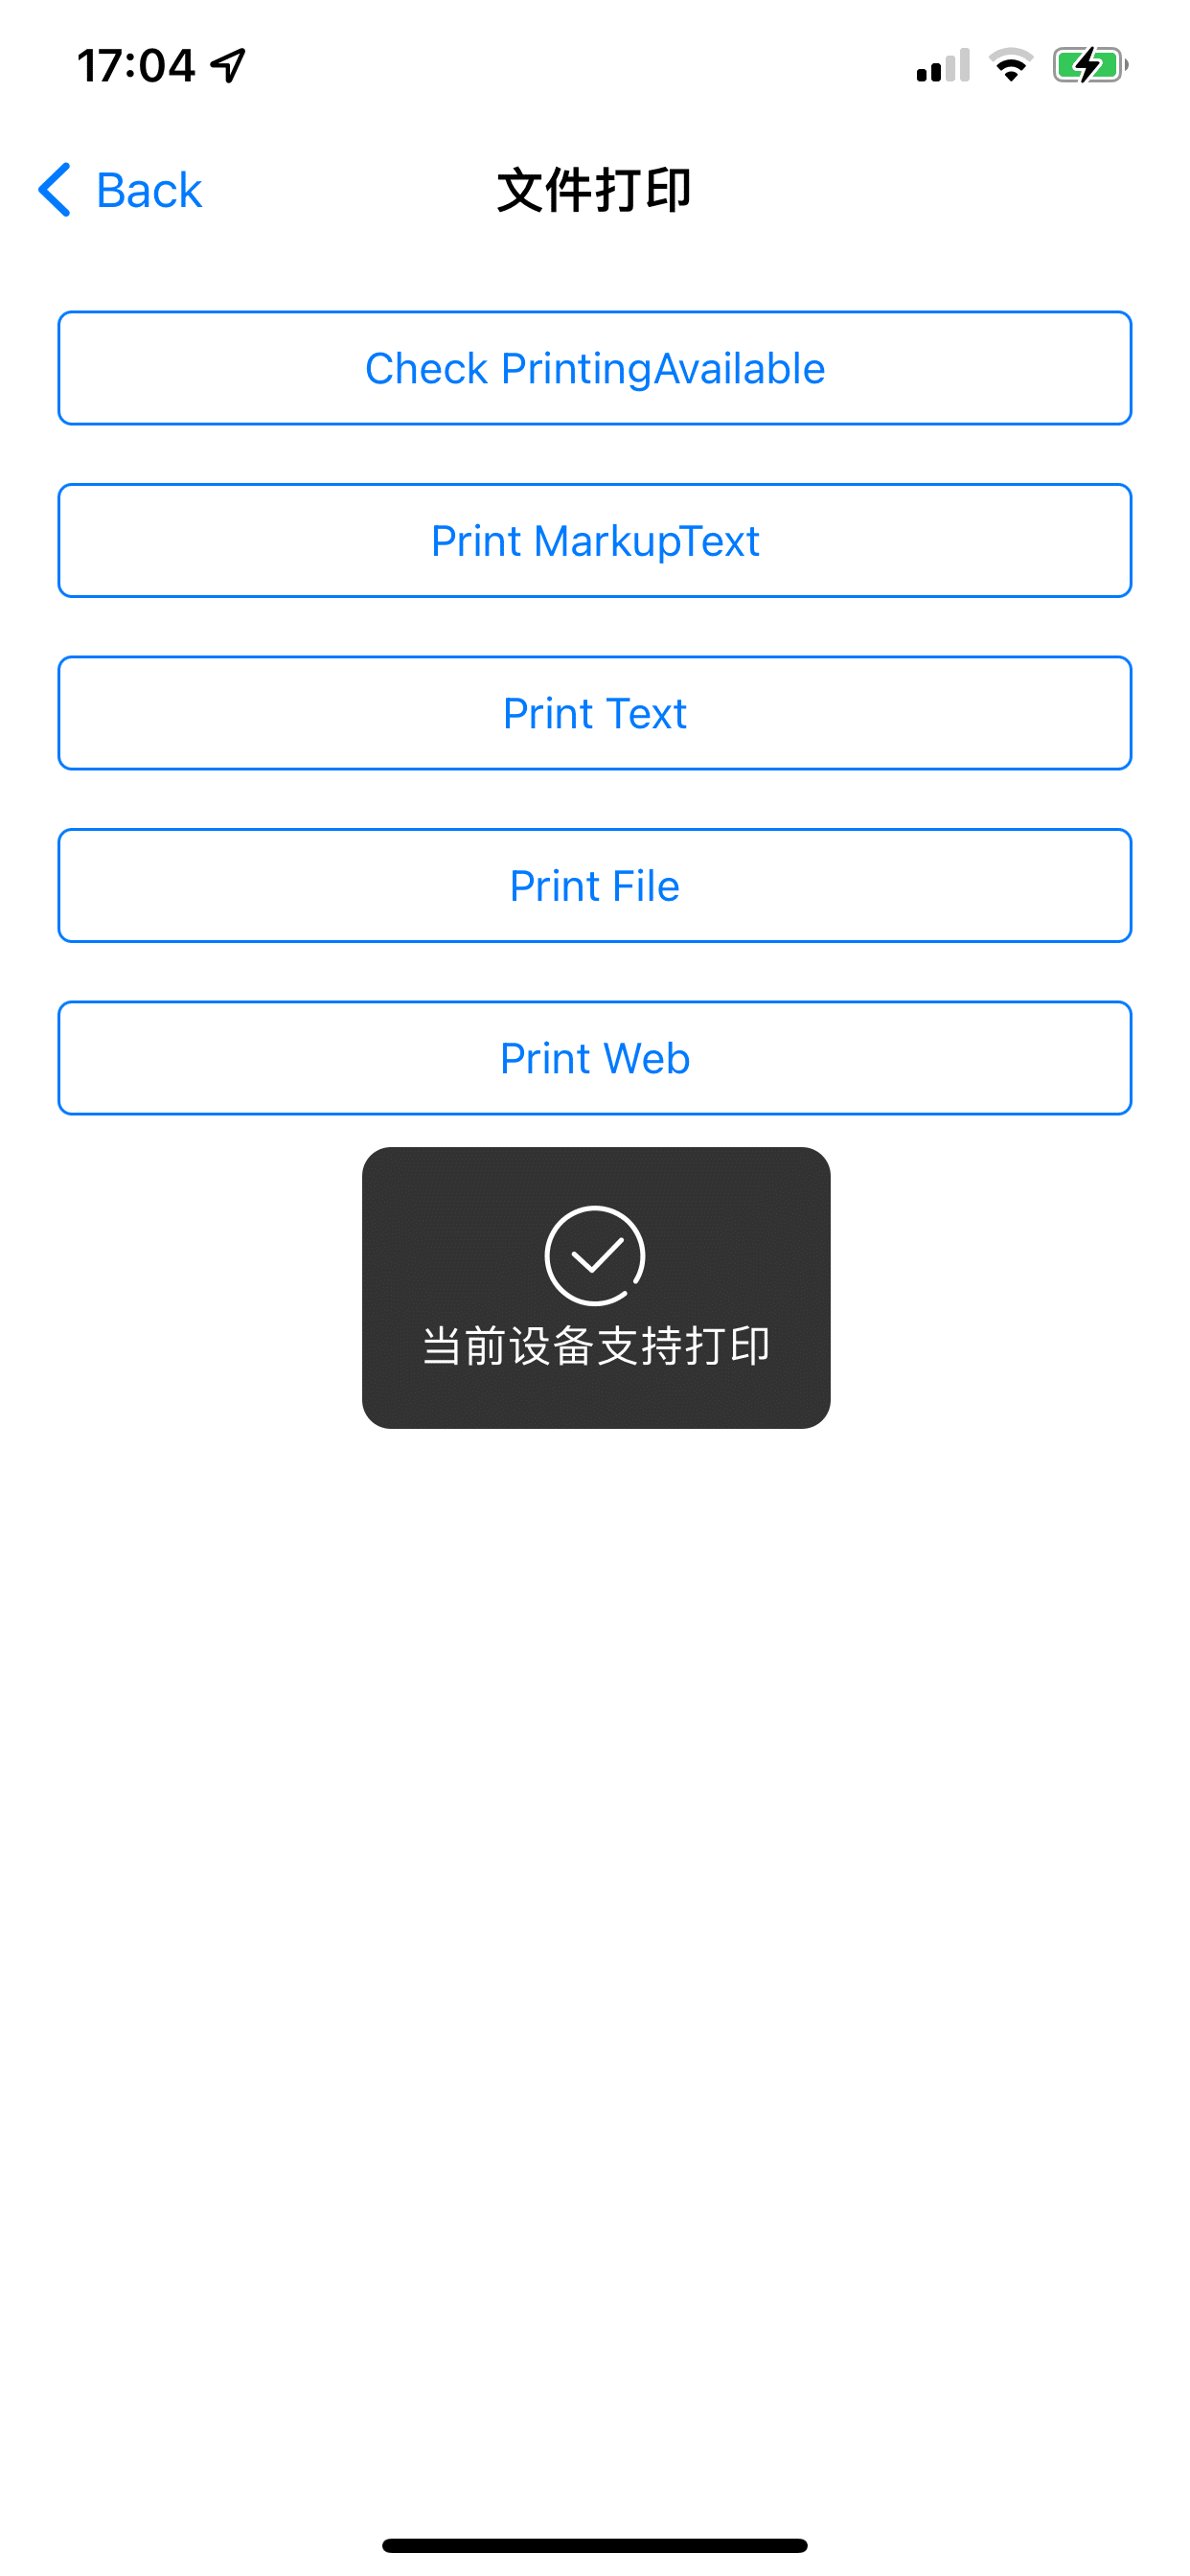 17:04
Back
文件打印
Check PrintingAvailable
Print MarkupText
Print Text
Print File
Print Web
当前设备支持打印